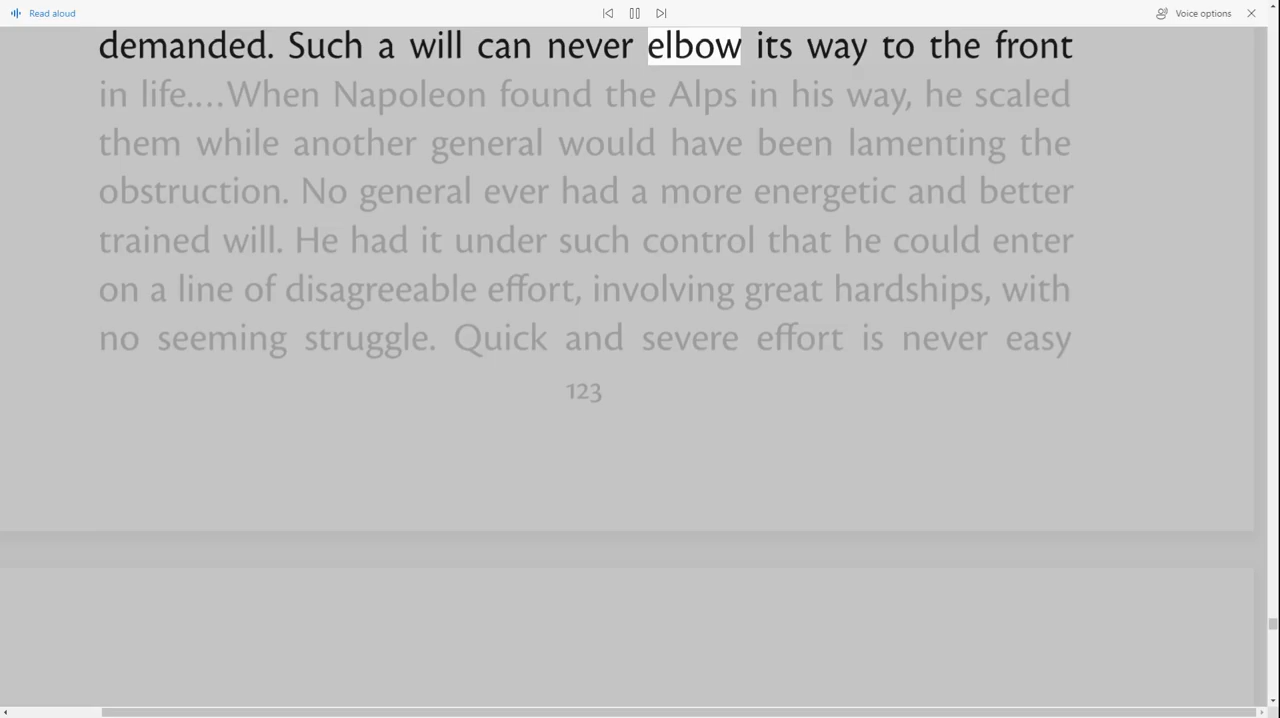 Read aloud
Voice options
demanded. Such a will can never elbow its way to the front
in life.…When Napoleon found the Alps in his way, he scaled
them while another general would have been lamenting the
obstruction. No general ever had a more energetic and better
trained will. He had it under such control that he could enter
on a line of disagreeable effort, involving great hardships, with
no seeming struggle. Quick and severe effort is never easy
123